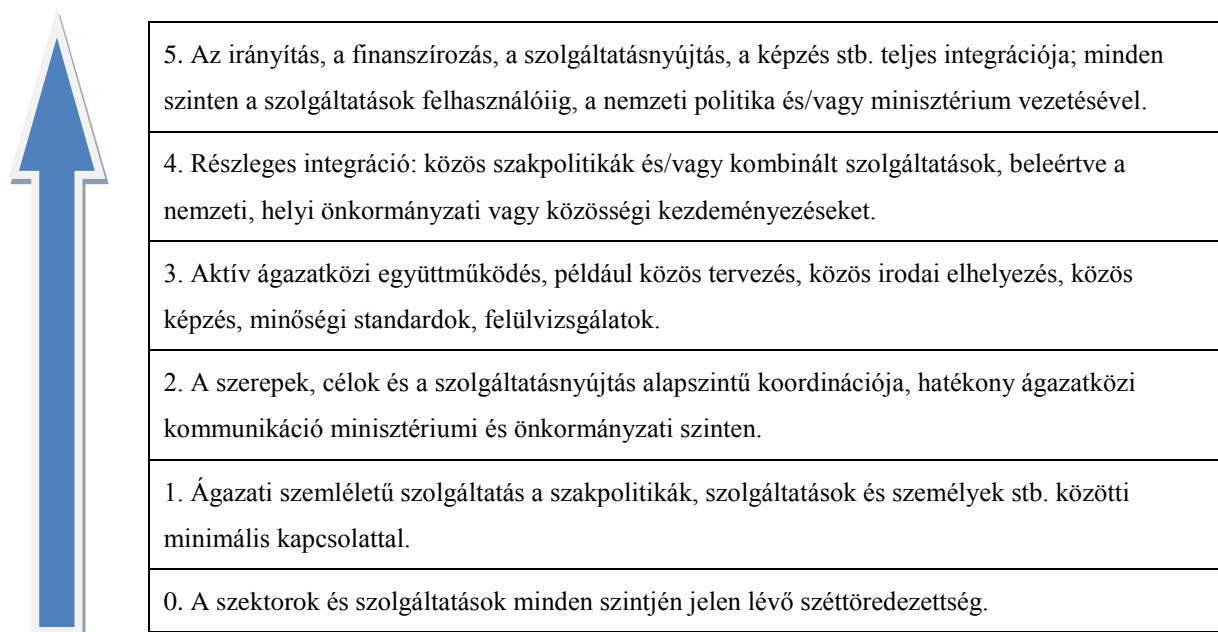 5. Az irányítás, a finanszírozás, a szolgáltatásnyújtás, a képzés stb. teljes integrációja; minden
szinten a szolgáltatások felhasználóiig, a nemzeti politika és/vagy minisztérium vezetésével.
4. Részleges integráció: közös szakpolitikák és/vagy kombinált szolgáltatások, beleértve a
nemzeti, helyi önkormányzati vagy közösségi kezdeményezéseket.
3. Aktív ágazatközi együttműködés, például közös tervezés, közös irodai elhelyezés, közös
képzés, minőségi standardok, felülvizsgálatok.
2. A szerepek, célok és a szolgáltatásnyújtás alapszintű koordinációja, hatékony ágazatközi
kommunikáció minisztériumi és önkormányzati szinten.
1. Ágazati szemléletű szolgáltatás a szakpolitikák, szolgáltatások és személyek stb. közötti
minimális kapcsolattal.
0. A szektorok és szolgáltatások minden szintjén jelen lévő széttöredezettség.